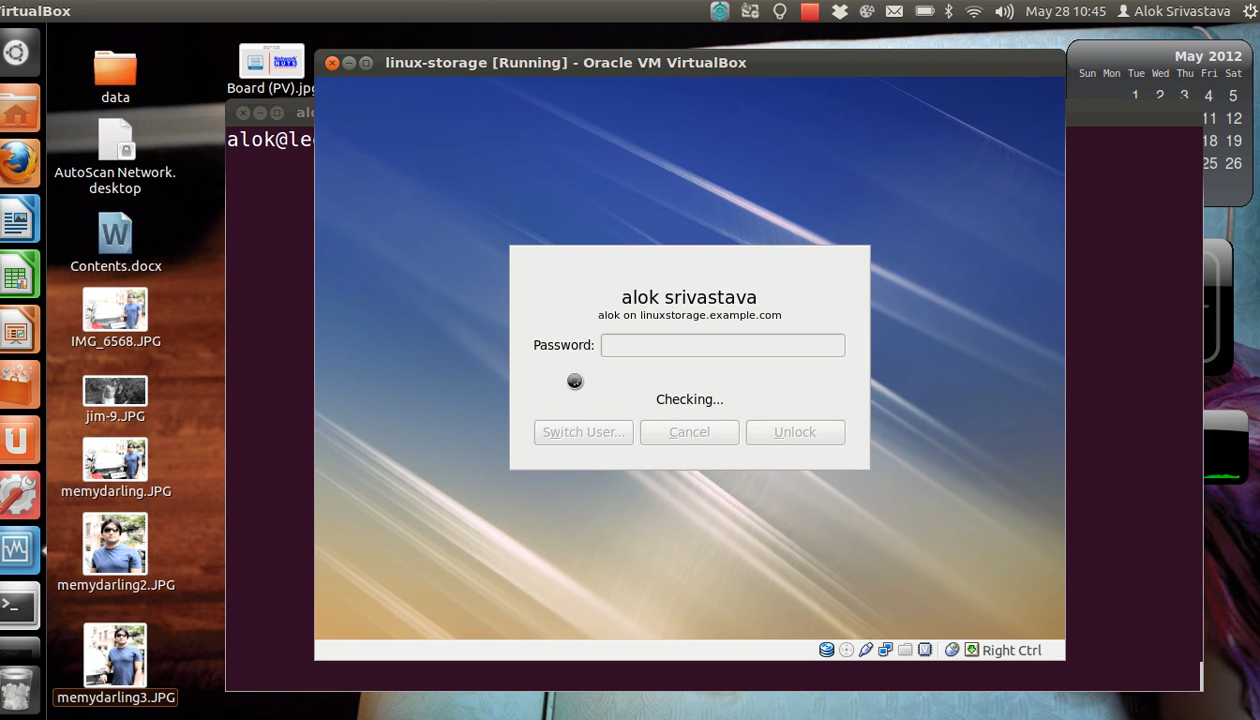 VirtualBox
May 28 10:45
Alok Srivastava
data
AutoScan Network.
desktop
W
Contents.docx
IMG_6568.JPG
jim-9.JPG
memydarling.JPG
memydarling2.JPG
memydarling3.JPG
Network
NUTS
Board (PV).jpg
alok@le
linux-storage [Running] - Oracle VM VirtualBox
alok srivastava
alok on linuxstorage.example.com
Password:
Checking...
Switch User... Cancel Unlock
Right Ctrl
May 2012
Sun Mon Tue Wed Thu Fri Sat
1 2 3 4 5
11 12
18 19
25 26